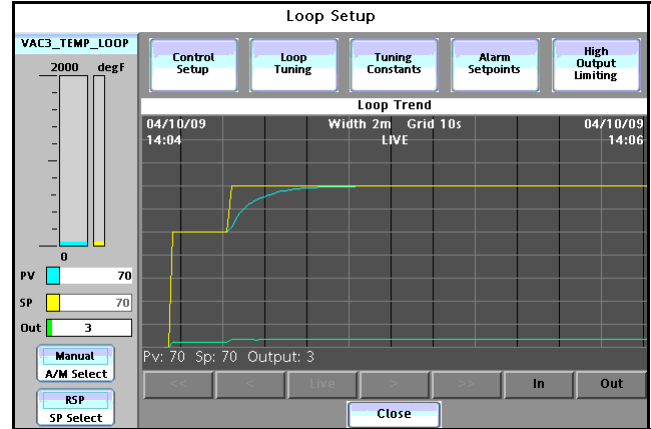 Loop Setup
VAC3_TEMP_LOOP
2000 degF
0
PV 70
SP 70
Out 3
Manual
A/M Select
RSP
SP Select
Control
Setup
Loop
Tuning
Tuning
Constants
Alarm
Setpoints
High
Output
Limiting
Loop Trend
04/10/09 Width 2m Grid 10s 04/10/09
14:04 LIVE 14:06
Pv: 70 Sp: 70 Output: 3
<< < Live > >> In Out
Close